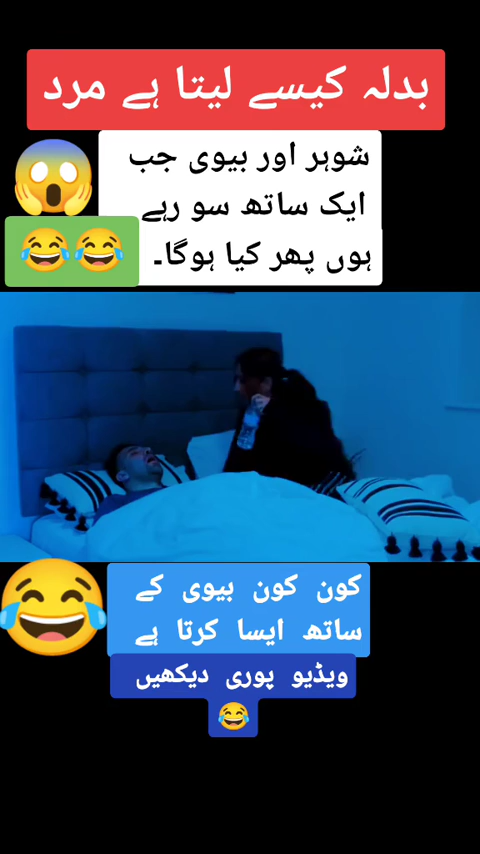 بدلہ کیسے لیتا ہے مرد
شوہر اور بیوی جب
ایک ساتھ سو رہے
ہوں پھر کیا ہوگا۔
کون کون بیوی کے
ساتھ ایسا کرتا ہے
ویڈیو پوری دیکھیں